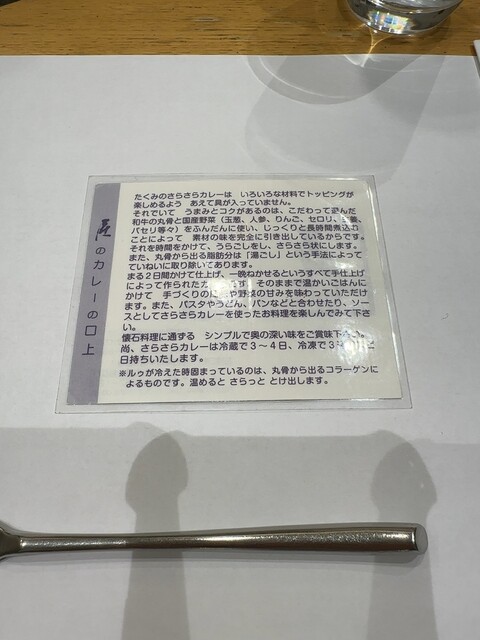 匠のカレーの口上
たくみのさらさらカレーは いろいろな材料でトッピングが
楽しめるよう あえて具が入っていません。
それでいて うまみとコクがあるのは、こだわって選んだ
和牛の丸骨と国産野菜（玉葱、人参、りんご、セロリ、生姜、
パセリ等々）をふんだんに使い、じっくりと長時間煮込む
ことによって 素材の味を完全に引き出しているからです。
それを時間をかけて、うらごしをし、さらさら状にします。
また、丸骨から出る脂肪分は「湯ごし」という手法によって
ていねいに取り除いてあります。
まる２日間かけて仕上げ、一晩ねかせるというすべて手仕上げ
によって作られたカ です。そのままで温かいごはんに
かけて 手づくりの や野菜の甘みを味わっていただけ
ます。また、パスタやうどん、パンなどと合わせたり、ソー
スとしてさらさらカレーを使ったお料理を楽しんでみて下さ
い。
懐石料理に通ずる シンプルで奥の深い味をご賞味下さい。
尚、さらさらカレーは冷蔵で３～４日、冷凍で３
日持ちいたします。
※ルゥが冷えた時固まっているのは、丸骨から出るコラーゲンに
よるものです。温めると さらっと とけ出します。